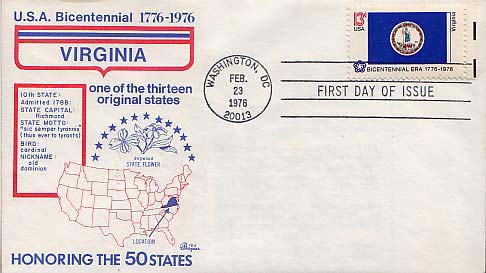 U.S.A. Bicentennial 1776-1976
VIRGINIA
one of the thirteen
original states
10th STATE:
Admitted 1788:
STATE CAPITAL:
Richmond
STATE MOTTO:
"sic semper tyrannis"
(thus ever to tyrants)
BIRD:
cardinal
NICKNAME:
old
dominion
dogwood
STATE FLOWER
LOCATION
HONORING THE 50 STATES
WASHINGTON, DC
FEB.
23
1976
20013
13c
USA
Virginia
BICENTENNIAL ERA 1776-1976
FIRST DAY OF ISSUE